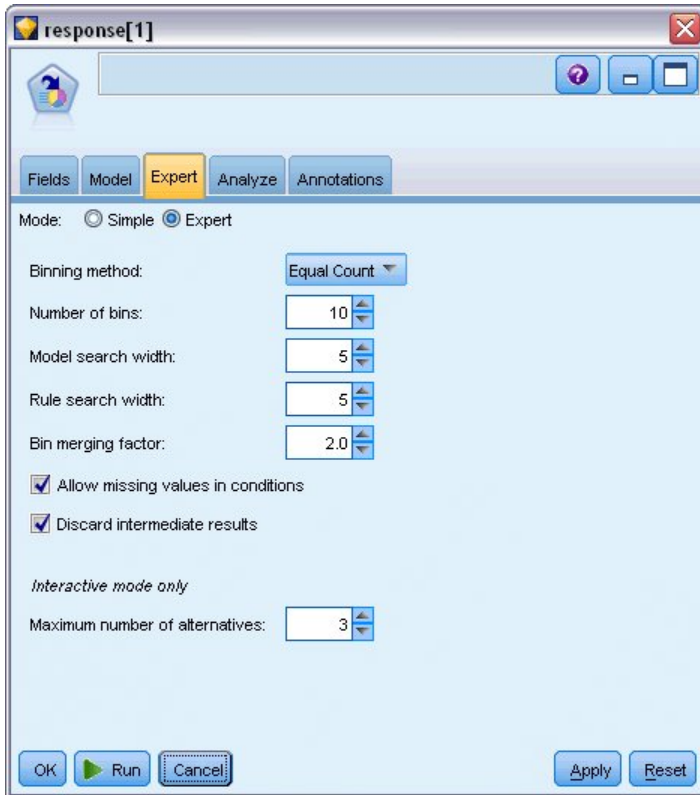 response[1]
Fields Model Expert Analyze Annotations
Mode: Simple Expert
Binning method: Equal Count
Number of bins: 10
Model search width: 5
Rule search width: 5
Bin merging factor: 2.0
Allow missing values in conditions
Discard intermediate results
Interactive mode only
Maximum number of alternatives: 3
OK Run Cancel Apply Reset